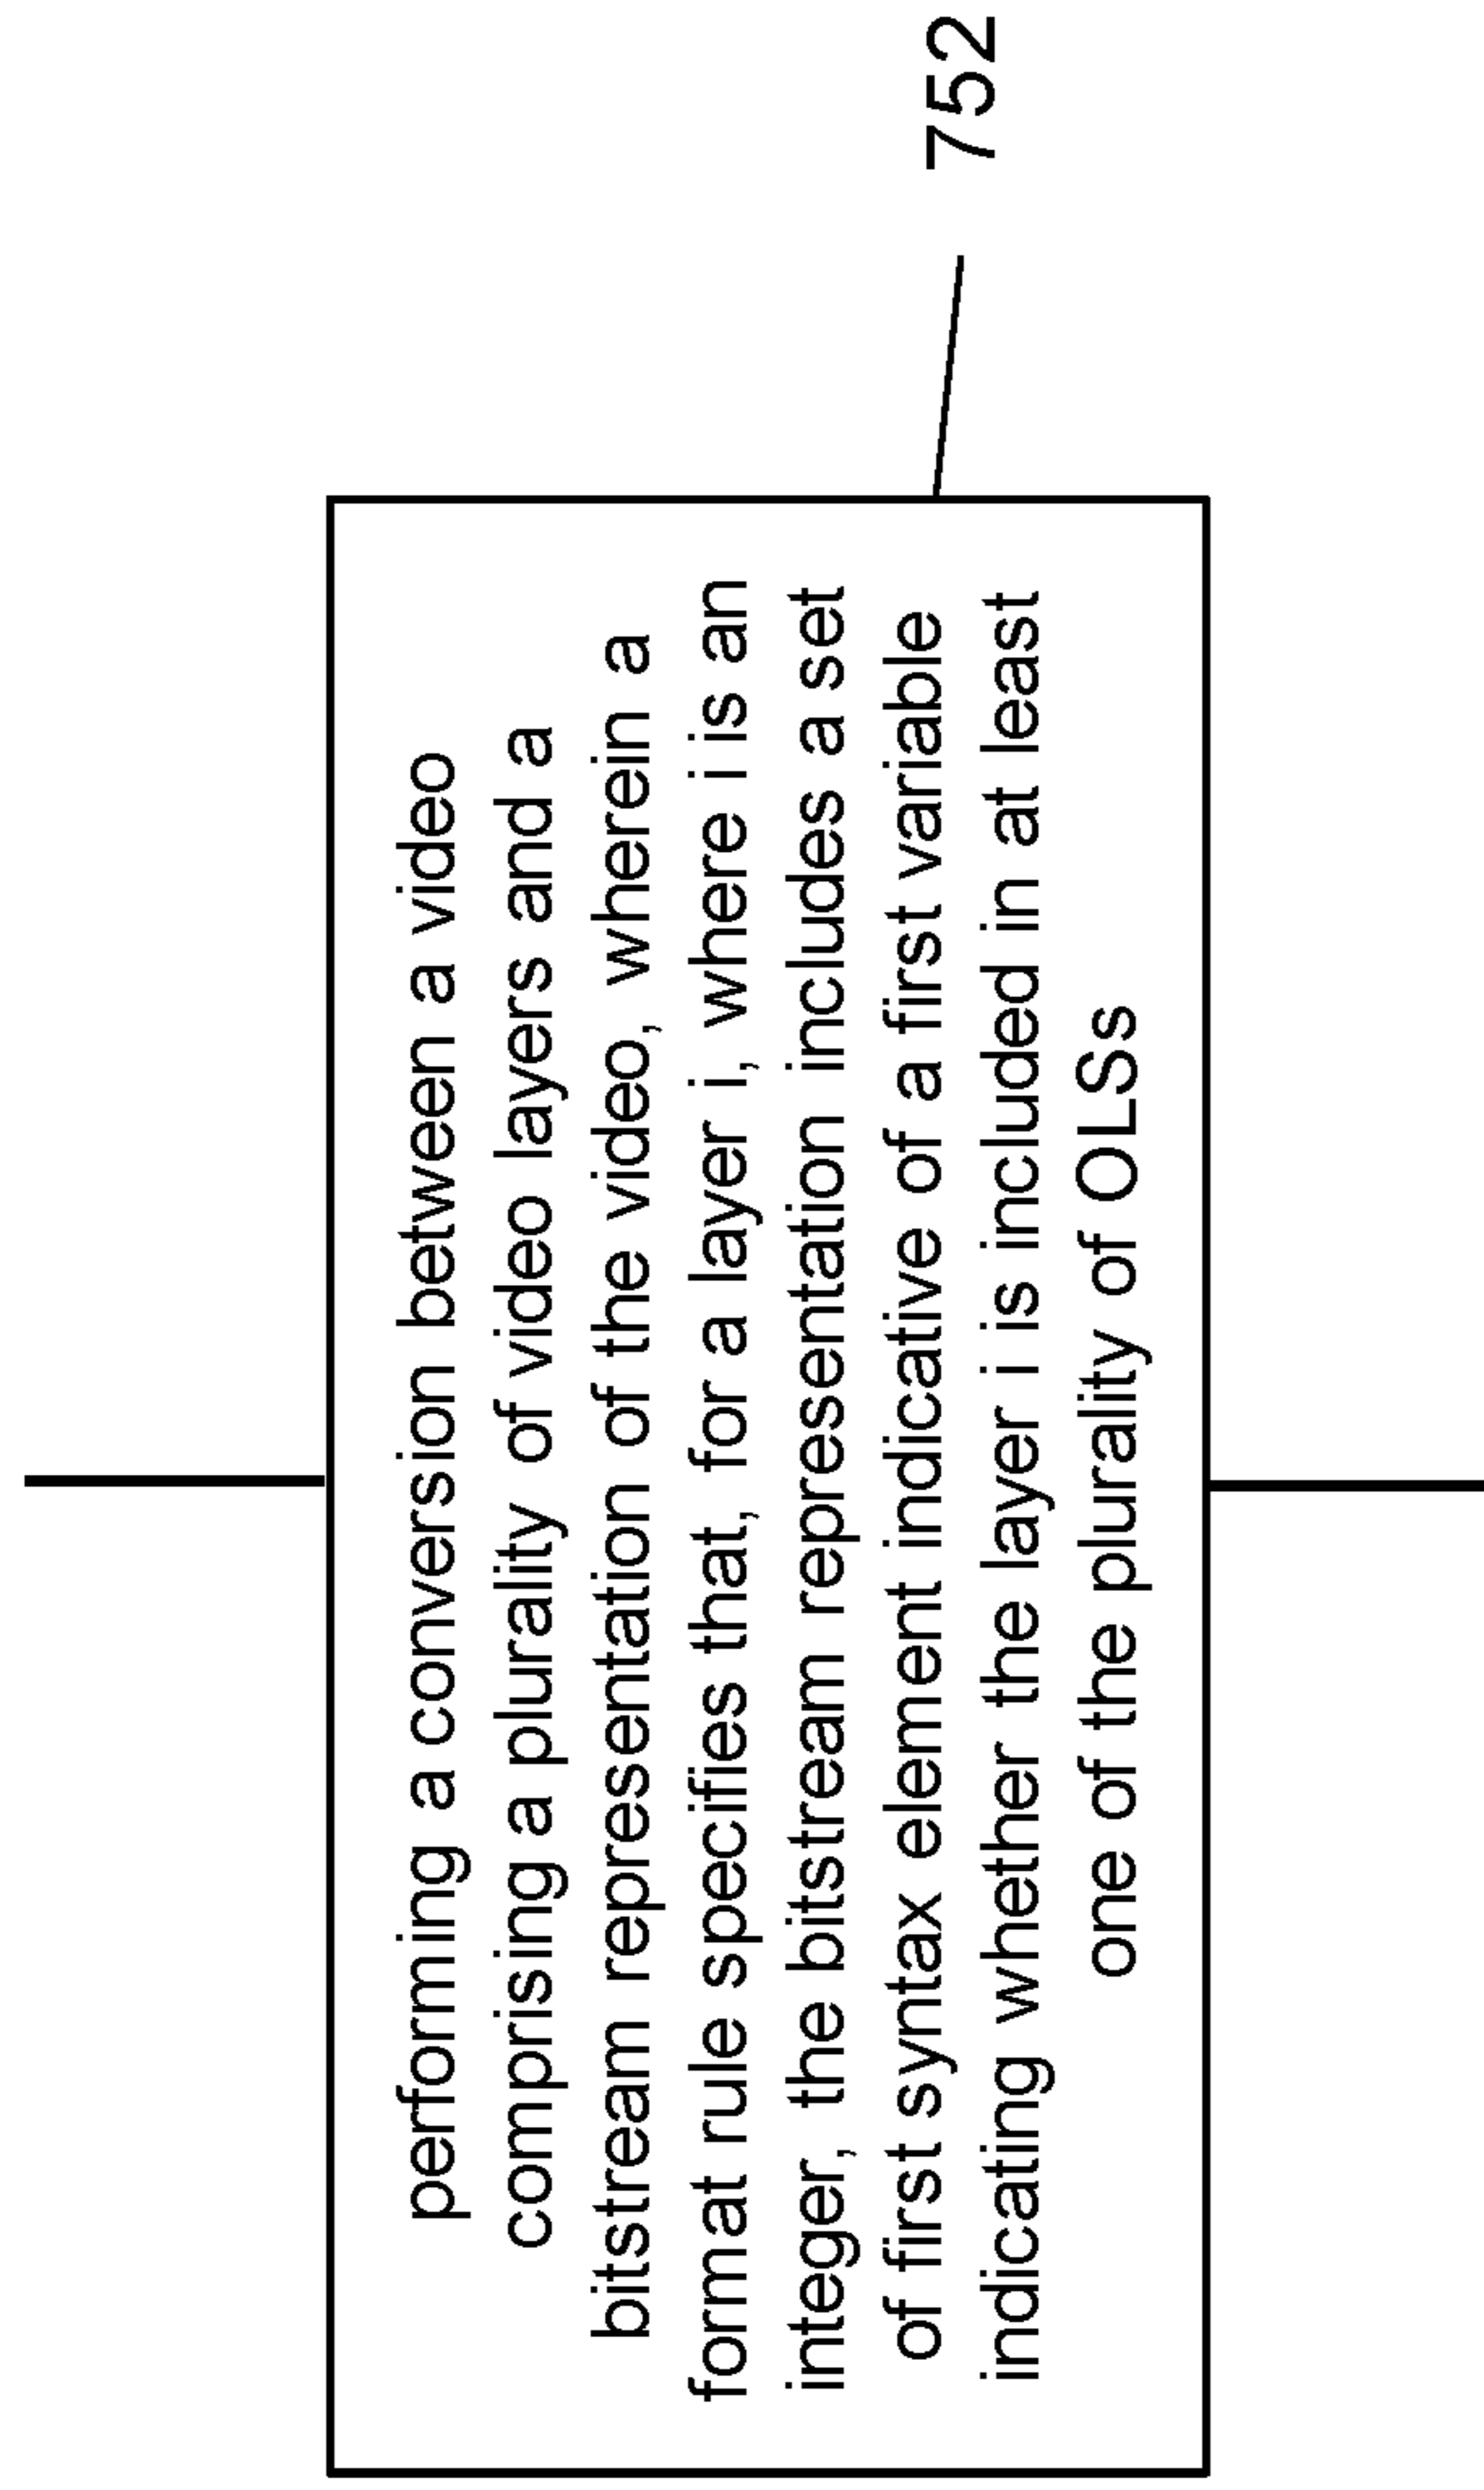 performing a conversion between a video
comprising a plurality of video layers and a
bitstream representation of the video, wherein a
format rule specifies that, for a layer i, where i is an
integer, the bitstream representation includes a set
of first syntax element indicative of a first variable
indicating whether the layer i is included in at least
one of the plurality of OLSs
752